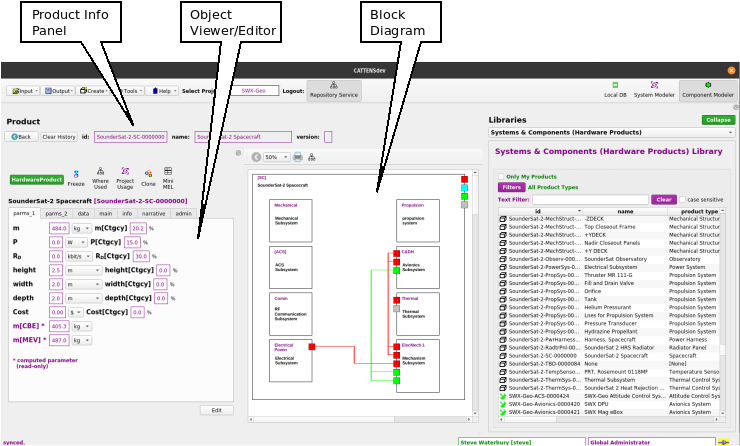 Product Info
Panel
Object
Viewer/Editor
Block
Diagram
CATTENSdev
Input
Output
Create
Tools
Help
Select Proj
SWX-Geo
Logout:
Repository Service
Local DB
System Modeler
Component Modeler
Product
Back
Clear History
id:
SounderSat-2-SC-0000000
name:
SounderSat-2 Spacecraft
version:
HardwareProduct
Freeze
Where
Used
Project
Usage
Clone
Mini
MEL
SounderSat-2 Spacecraft [SounderSat-2-SC-0000000]
parms_1
parms_2
data
main
info
narrative
admin
m 484.0 kg m[Ctgcy] 20.2 %
P 0.0 W P[Ctgcy] 15.0 %
RD 0.0 kbit/s RD[Ctgcy] 30.0 %
height 2.5 m height[Ctgcy] 0.0 %
width 2.0 m width[Ctgcy] 0.0 %
depth 2.0 m depth[Ctgcy] 0.0 %
Cost 0.00 $ Cost[Ctgcy] 0.0 %
m[CBE] * 405.3 kg
m[MEV] * 487.0 kg
* computed parameter
(read-only)
Edit
50%
[SC]
SounderSat-2 Spacecraft
Mechanical
Mechanical
Subsystem
Propulsion
propulsion
system
[ACS]
ACS
Subsystem
C&DH
Avionics
Subsystem
Comm
RF
Communication
Subsystem
Thermal
Thermal
Subsystem
Electrical
Power
Electrical
Subsystem
ElecMech 1
Mechanism
Subsystem
Libraries
Collapse
Systems & Components (Hardware Products)
Systems & Components (Hardware Products) Library
Only My Products
Filters
All Product Types
Text Filter:
Clear
case sensitive
id name product type
SounderSat-2-MechStruct-... -ZDECK Mechanical Structur
SounderSat-2-MechStruct-... Top Closeout Frame Mechanical Structur
SounderSat-2-MechStruct-... Nadir Closeout Panels Mechanical Structur
SounderSat-2-MechStruct-... +Y DECK Mechanical Structur
SounderSat-2-Observ-000... SounderSat Observatory Observatory
SounderSat-2-PowerSys-0... Electrical Subsystem Power System
SounderSat-2-PropSys-00... Thruster MR 111-G Propulsion System
SounderSat-2-PropSys-00... Fill and Drain Valve Propulsion System
SounderSat-2-PropSys-00... Orifice Propulsion System
SounderSat-2-PropSys-00... Tank Propulsion System
SounderSat-2-PropSys-00... Helium Pressurant Propulsion System
SounderSat-2-PropSys-00... Lines for Propulsion System Propulsion System
SounderSat-2-PropSys-00... Pressure Transducer Propulsion System
SounderSat-2-PropSys-00... Hydrazine Propellant Propulsion System
SounderSat-2-PwrHarness... Harness, Spacecraft Power Harness
SounderSat-2-RadtrPnl-00... SounderSat 2 HRS Radiator Radiator Panel
SounderSat-2-SC-0000000 SounderSat-2 Spacecraft Spacecraft
SounderSat-2-TBD-0000084 None [None]
SounderSat-2-TempSenso... PRT, Rosemount 0118MF Temperature Senso
SounderSat-2-ThermSys-0... Thermal Subsystem Thermal Control Sys
SounderSat-2-ThermSys-0... SounderSat 2 Heat Rejection ... Thermal Control Sys
SWX-Geo-ACS-0000424 SWX-Geo Attitude Control Sys... Attitude Control Sys
SWX-Geo-Avionics-0000420 SWX DPU Avionics System
SWX-Geo-Avionics-0000421 SWX Mag eBox Avionics System
synced.
Steve Waterbury [steve]
Global Administrator